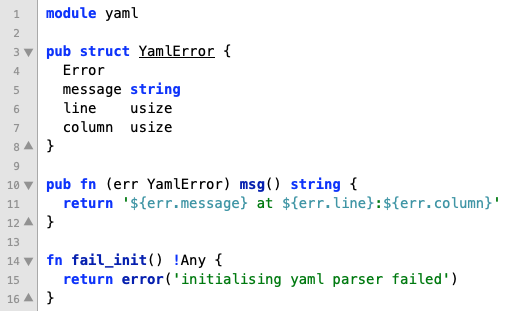 1 module yaml
2
3 pub struct YamlError {
4   Error
5   message string
6   line    usize
7   column  usize
8 }
9
10 pub fn (err YamlError) msg() string {
11   return '${err.message} at ${err.line}:${err.column}'
12 }
13
14 fn fail_init() !Any {
15   return error('initialising yaml parser failed')
16 }